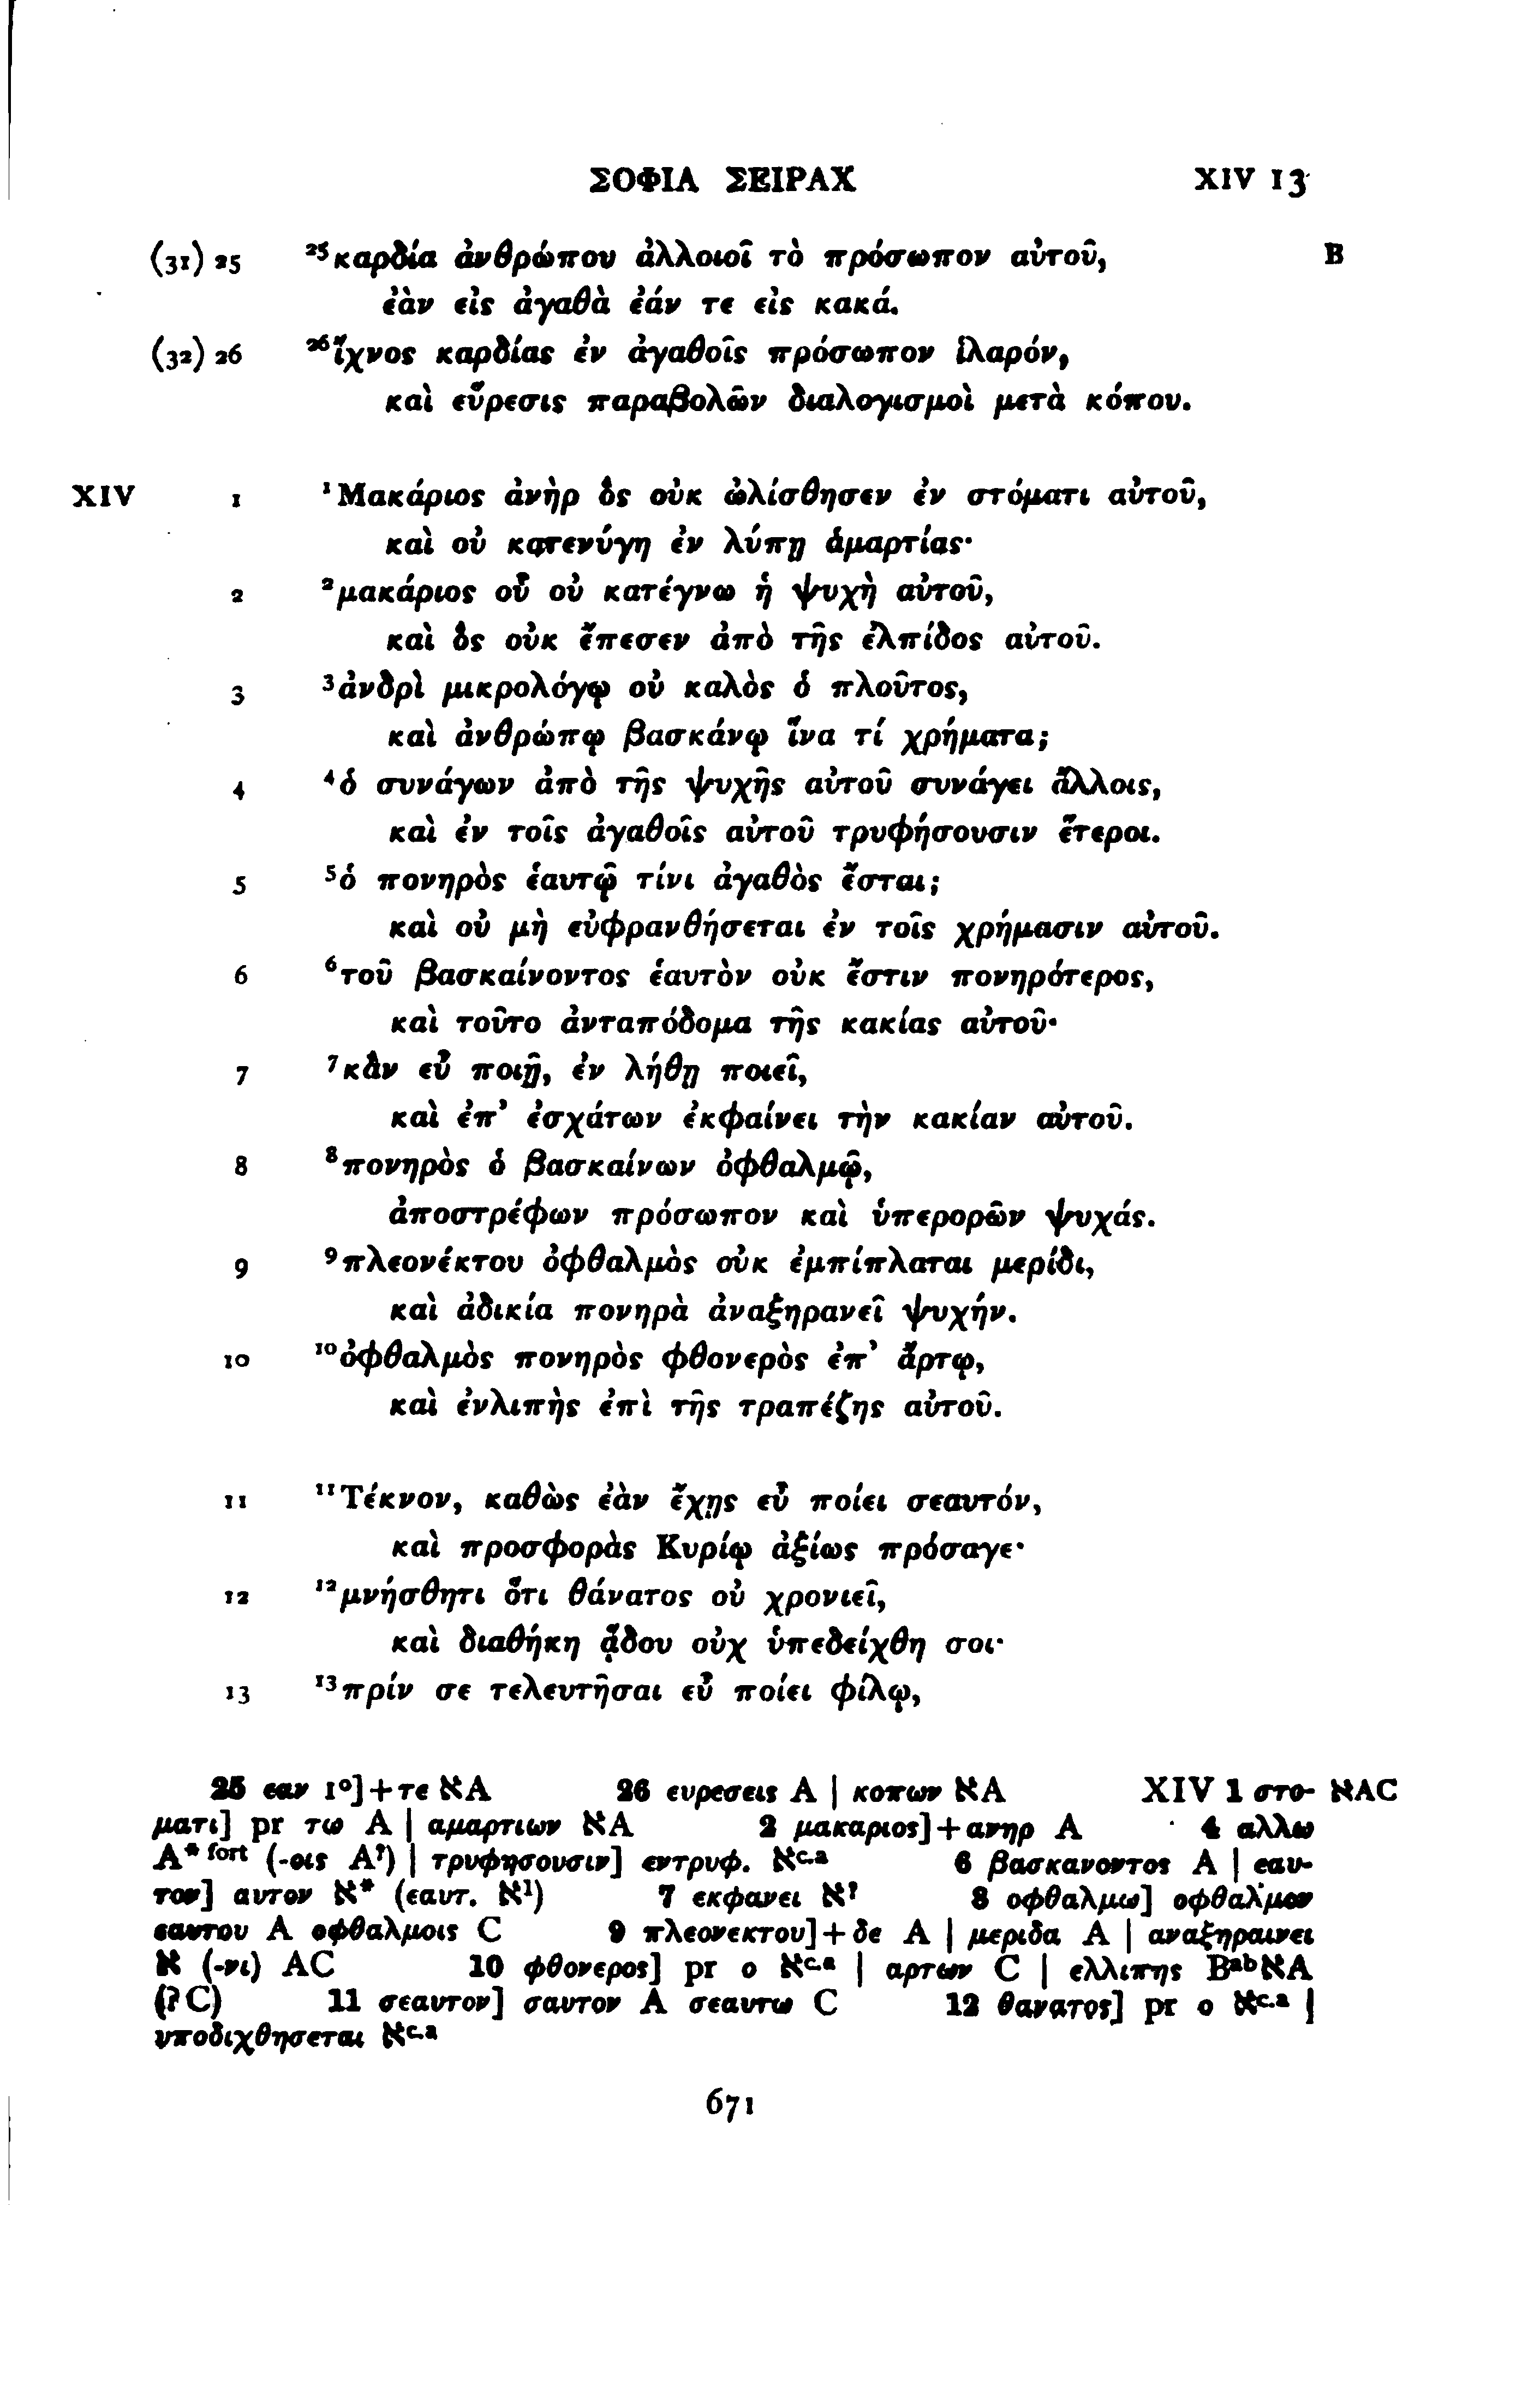 ΣΟΦΙΑ ΣΕΙΡΑΧ XIV 13
(31) 25 ²⁵καρδία ἀνθρώπου ἀλλοιοῖ τὸ πρόσωπον αὐτοῦ, B
ἐὰν εἰς ἀγαθὰ ἐάν τε εἰς κακά.
(32) 26 ²⁶ἴχνος καρδίας ἐν ἀγαθοῖς πρόσωπον ἱλαρόν,
καὶ εὕρεσις παραβολῶν διαλογισμοὶ μετὰ κόπου.
XIV 1 ¹Μακάριος ἀνὴρ ὃς οὐκ ὠλίσθησεν ἐν στόματι αὐτοῦ,
καὶ οὐ κατενύγη ἐν λύπῃ ἁμαρτίας·
2 ²μακάριος οὗ οὐ κατέγνω ἡ ψυχὴ αὐτοῦ,
καὶ ὃς οὐκ ἔπεσεν ἀπὸ τῆς ἐλπίδος αὐτοῦ.
3 ³ἀνδρὶ μικρολόγῳ οὐ καλὸς ὁ πλοῦτος,
καὶ ἀνθρώπῳ βασκάνῳ ἵνα τί χρήματα;
4 ⁴ὁ συνάγων ἀπὸ τῆς ψυχῆς αὐτοῦ συνάγει ἄλλοις,
καὶ ἐν τοῖς ἀγαθοῖς αὐτοῦ τρυφήσουσιν ἕτεροι.
5 ⁵ὁ πονηρὸς ἑαυτῷ τίνι ἀγαθὸς ἔσται;
καὶ οὐ μὴ εὐφρανθήσεται ἐν τοῖς χρήμασιν αὐτοῦ.
6 ⁶τοῦ βασκαίνοντος ἑαυτὸν οὐκ ἔστιν πονηρότερος,
καὶ τοῦτο ἀνταπόδομα τῆς κακίας αὐτοῦ·
7 ⁷κἂν εὖ ποιῇ, ἐν λήθῃ ποιεῖ,
καὶ ἐπ’ ἐσχάτων ἐκφαίνει τὴν κακίαν αὐτοῦ.
8 ⁸πονηρὸς ὁ βασκαίνων ὀφθαλμῷ,
ἀποστρέφων πρόσωπον καὶ ὑπερορῶν ψυχάς.
9 ⁹πλεονέκτου ὀφθαλμὸς οὐκ ἐμπίπλαται μερίδι,
καὶ ἀδικία πονηρὰ ἀναξηρανεῖ ψυχήν.
10 ¹⁰ὀφθαλμὸς πονηρὸς φθονερὸς ἐπ’ ἄρτῳ,
καὶ ἐνλιπὴς ἐπὶ τῆς τραπέζης αὐτοῦ.
11 ¹¹Τέκνον, καθὼς ἐὰν ἔχῃς εὖ ποίει σεαυτόν,
καὶ προσφορὰς Κυρίῳ ἀξίως πρόσαγε·
12 ¹²μνήσθητι ὅτι θάνατος οὐ χρονιεῖ,
καὶ διαθήκη ᾅδου οὐχ ὑπεδείχθη σοι·
13 ¹³πρίν σε τελευτῆσαι εὖ ποίει φίλῳ,
25 εαν 1°]+τε אA 26 ευρεσεις A | κοπων אA XIV 1 στο- אAC
ματι] pr τω A | αμαρτιων אA 2 μακαριος]+ανηρ A 4 αλλω
A* fort (-οις A?) | τρυφησουσιν] εντρυφ. אc.a 6 βασκανοντος A | εαυ-
τον] αυτον א* (εαυτ. א1) 7 εκφανει א? 8 οφθαλμω] οφθαλμον
εαυτου A οφθαλμοις C 9 πλεονεκτου]+δε A | μεριδα A | αναξηραινει
א (-νι) AC 10 φθονερος] pr ο אc.a | αρτων C | ελλιπης BabאA
(? C) 11 σεαυτον] σαυτον A σεαυτω C 12 θανατος] pr ο אc.a |
υποδιχθησεται אc.a
671